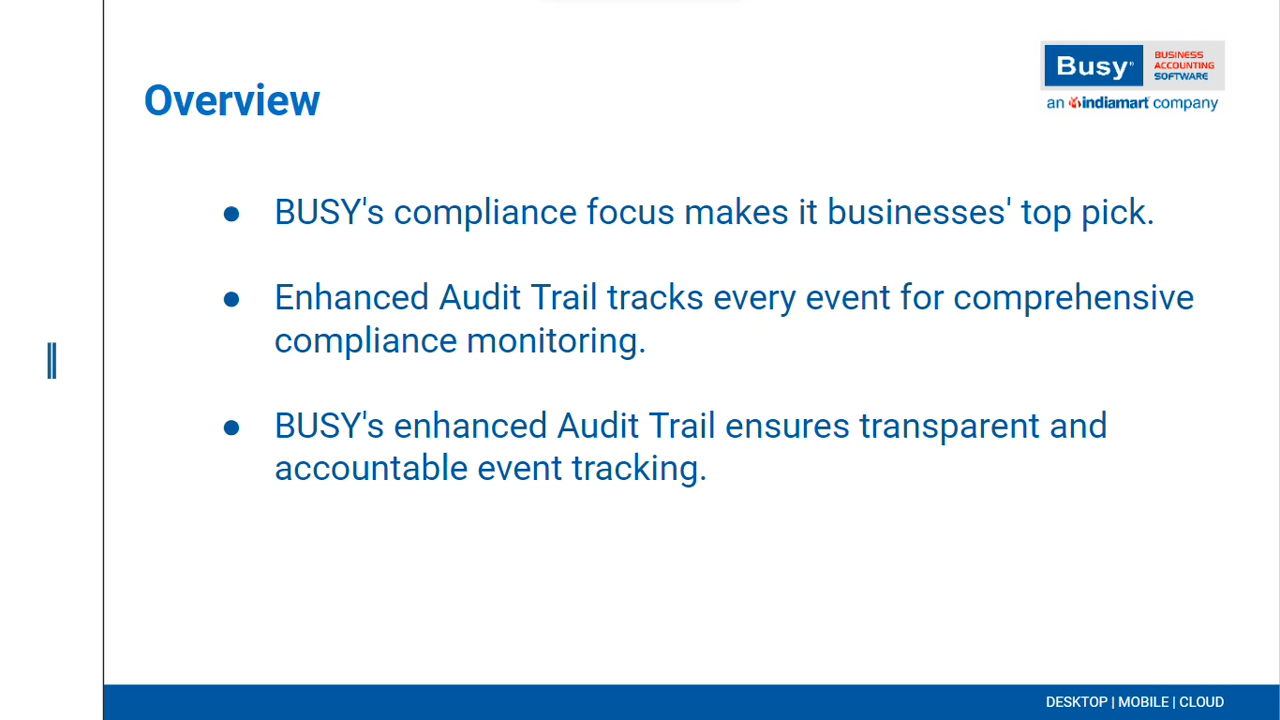 Busy
BUSINESS
ACCOUNTING
SOFTWARE
an indiamart company
Overview
● BUSY's compliance focus makes it businesses' top pick.
● Enhanced Audit Trail tracks every event for comprehensive
compliance monitoring.
● BUSY's enhanced Audit Trail ensures transparent and
accountable event tracking.
DESKTOP | MOBILE | CLOUD